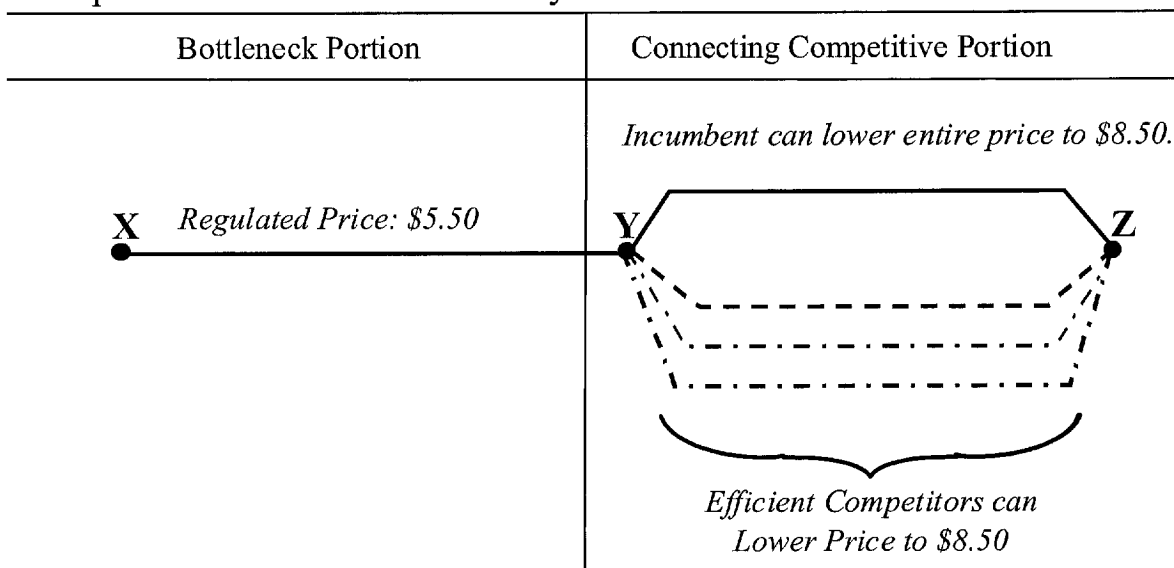 Bottleneck Portion
Connecting Competitive Portion
Incumbent can lower entire price to $8.50.
X
Regulated Price: $5.50
Y
Z
Efficient Competitors can
Lower Price to $8.50